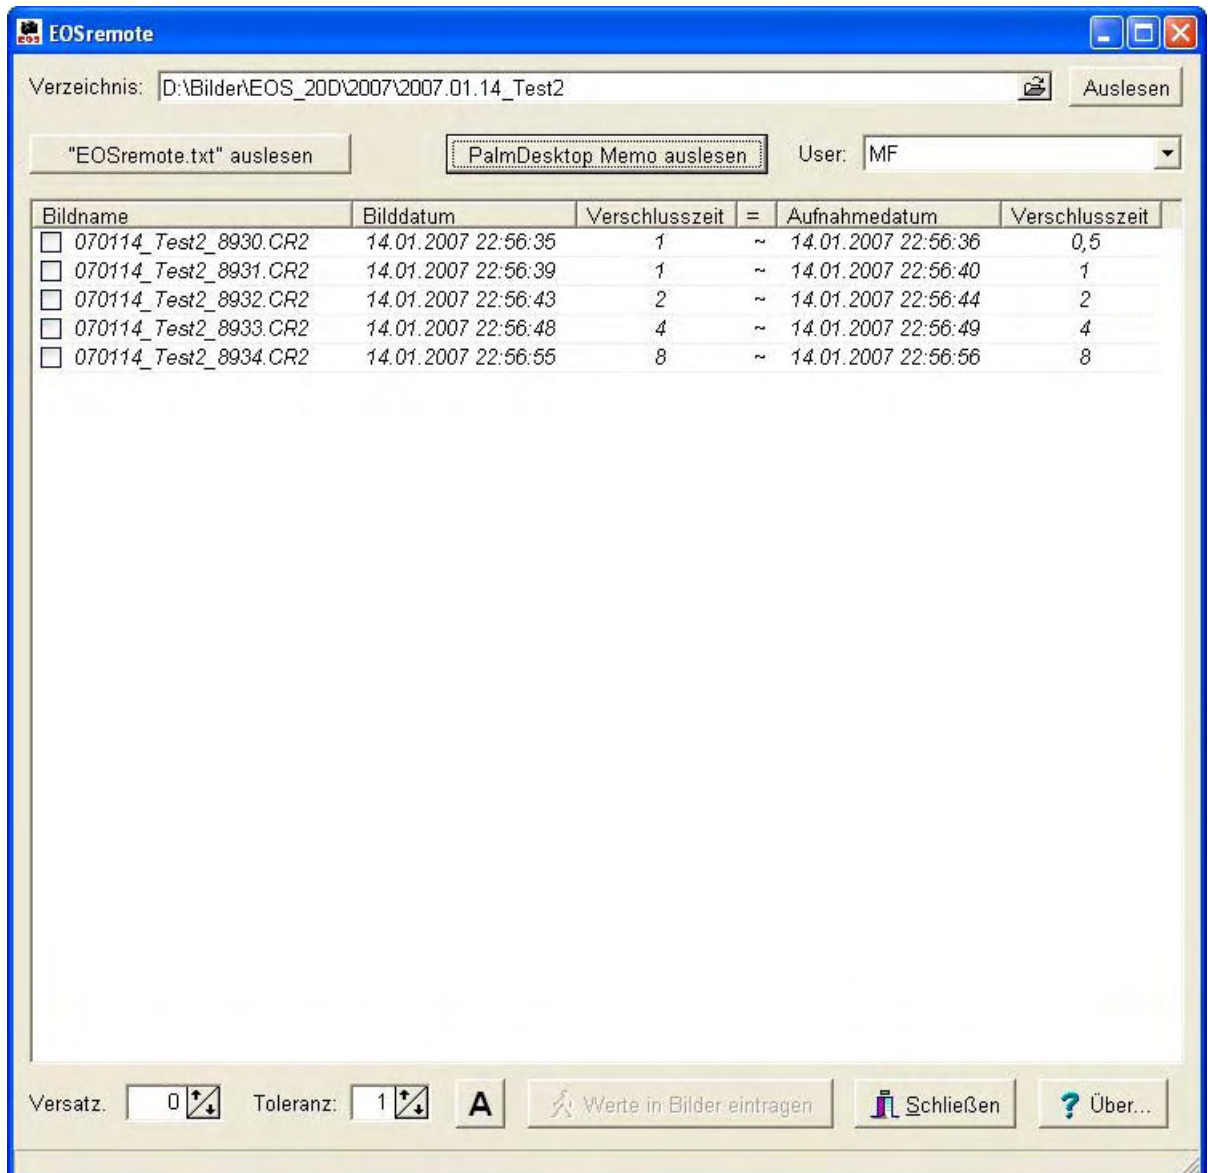 EOSremote
Verzeichnis: D:\Bilder\EOS_20D\2007\2007.01.14_Test2 Auslesen
"EOSremote.txt" auslesen PalmDesktop Memo auslesen User: MF
Bildname Bilddatum Verschlusszeit = Aufnahmedatum Verschlusszeit
070114_Test2_8930.CR2 14.01.2007 22:56:35 1 ~ 14.01.2007 22:56:36 0,5
070114_Test2_8931.CR2 14.01.2007 22:56:39 1 ~ 14.01.2007 22:56:40 1
070114_Test2_8932.CR2 14.01.2007 22:56:43 2 ~ 14.01.2007 22:56:44 2
070114_Test2_8933.CR2 14.01.2007 22:56:48 4 ~ 14.01.2007 22:56:49 4
070114_Test2_8934.CR2 14.01.2007 22:56:55 8 ~ 14.01.2007 22:56:56 8
Versatz. 0 Toleranz: 1 A Werte in Bilder eintragen Schließen ? Über...